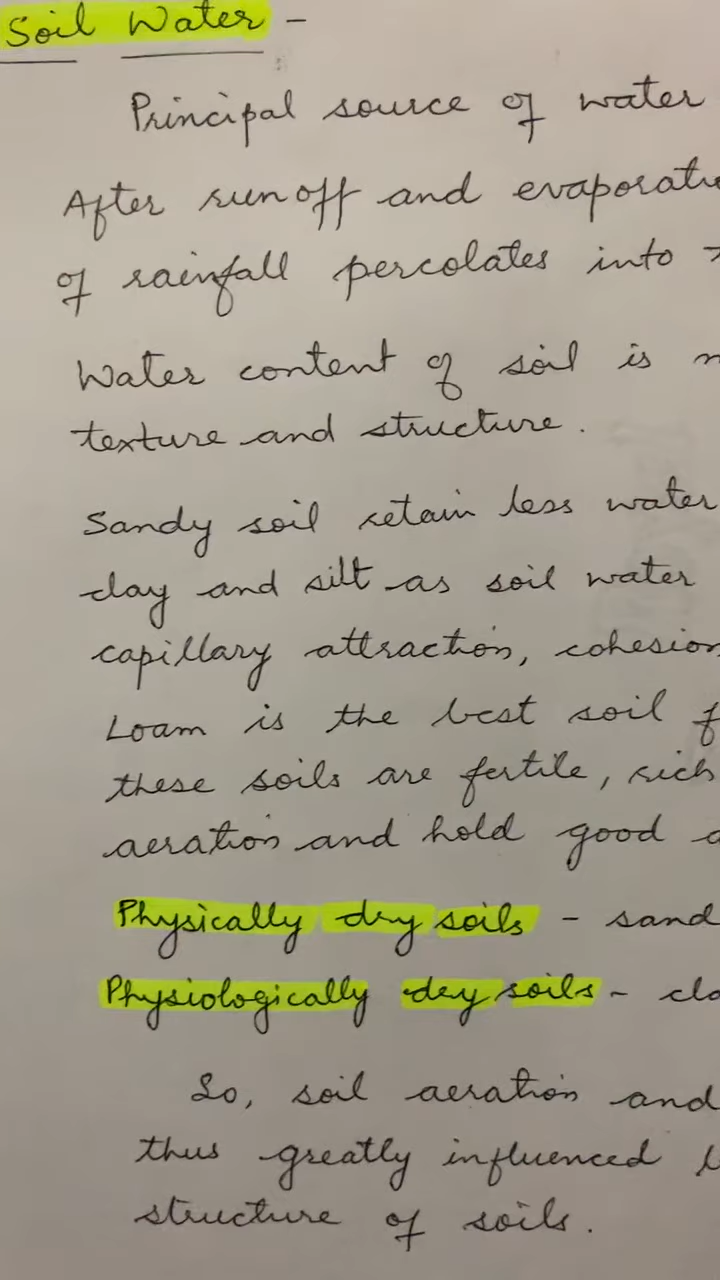 Soil Water -
Principal source of water
After run off and evaporati
of rainfall percolates into
Water content of soil is
texture and structure.
Sandy soil retain less water
clay and silt as soil water
capillary attraction, cohesion
Loam is the best soil f
these soils are fertile, rich
aeration and hold good
Physically dry soils - sand
Physiologically dry soils - cla
So, soil aeration and
thus greatly influenced
structure of soils.